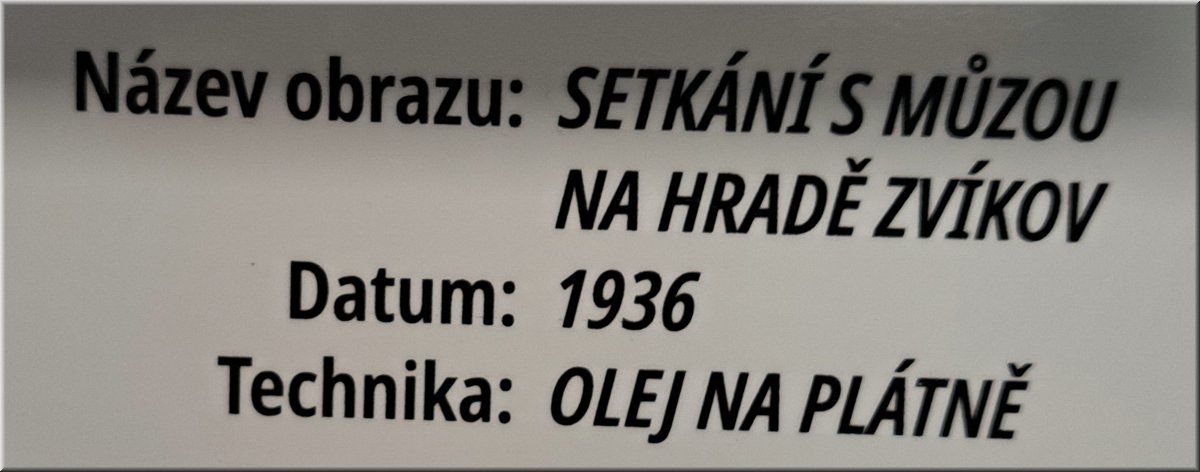 Název obrazu: SETKÁNÍ S MŮZOU
NA HRADĚ ZVÍKOV
Datum: 1936
Technika: OLEJ NA PLÁTNĚ